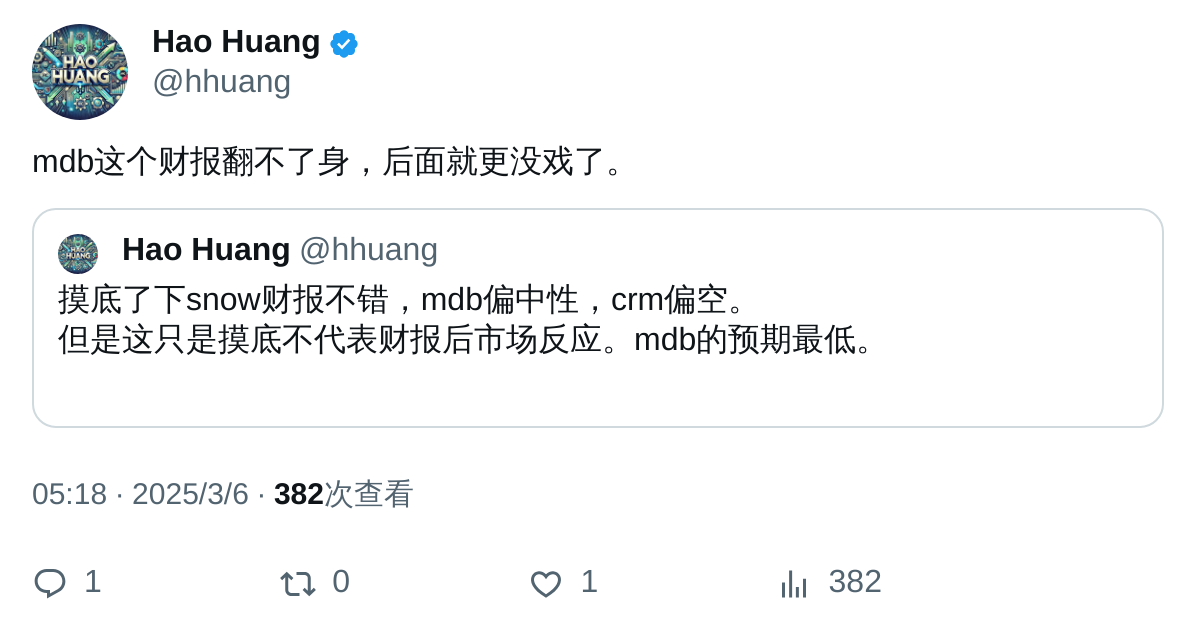 HAO
HUANG
Hao Huang
@hhuang
mdb这个财报翻不了身，后面就更没戏了。
HAO
HUANG
Hao Huang @hhuang
摸底了下snow财报不错，mdb偏中性，crm偏空。
但是这只是摸底不代表财报后市场反应。mdb的预期最低。
05:18 · 2025/3/6 · 382次查看
1 0 1 382